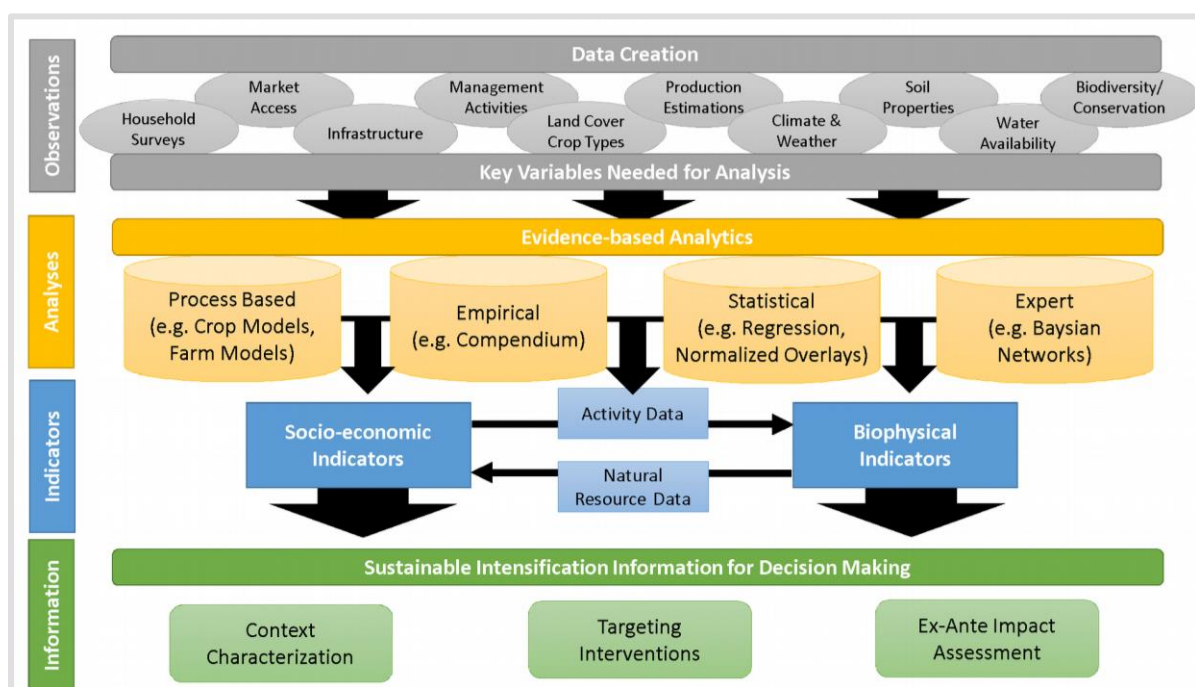 Observations
Data Creation
Household
Surveys
Market
Access
Infrastructure
Management
Activities
Land Cover
Crop Types
Production
Estimations
Climate &
Weather
Soil
Properties
Water
Availability
Biodiversity/
Conservation
Key Variables Needed for Analysis
Analyses
Evidence-based Analytics
Process Based
(e.g. Crop Models,
Farm Models)
Empirical
(e.g. Compendium)
Statistical
(e.g. Regression,
Normalized Overlays)
Expert
(e.g. Baysian
Networks)
Indicators
Socio-economic
Indicators
Activity Data
Natural
Resource Data
Biophysical
Indicators
Information
Sustainable Intensification Information for Decision Making
Context
Characterization
Targeting
Interventions
Ex-Ante Impact
Assessment